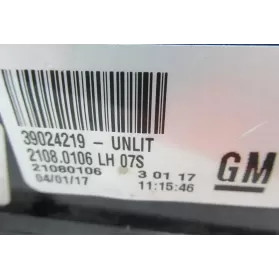 39024219 - UNLIT
2108.0106 LH 07S
21080106 3 01 17
04/01/17 11:15:46
GM